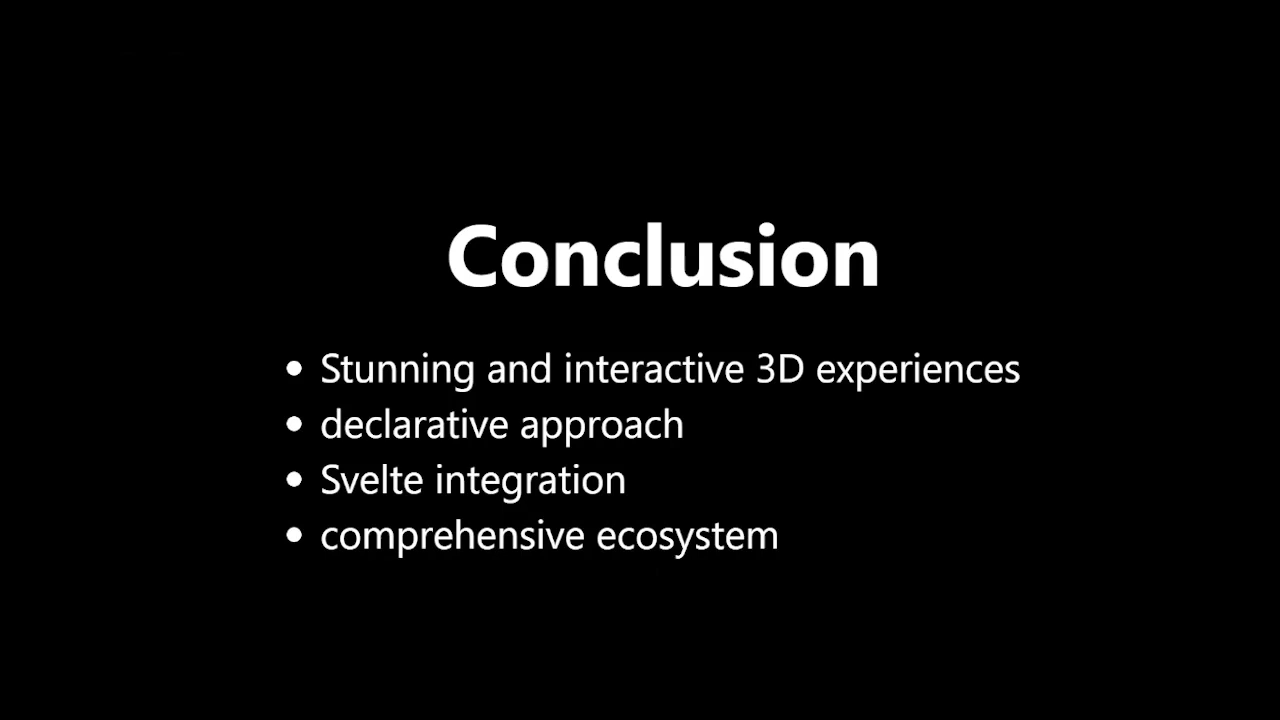 Conclusion
• Stunning and interactive 3D experiences
• declarative approach
• Svelte integration
• comprehensive ecosystem